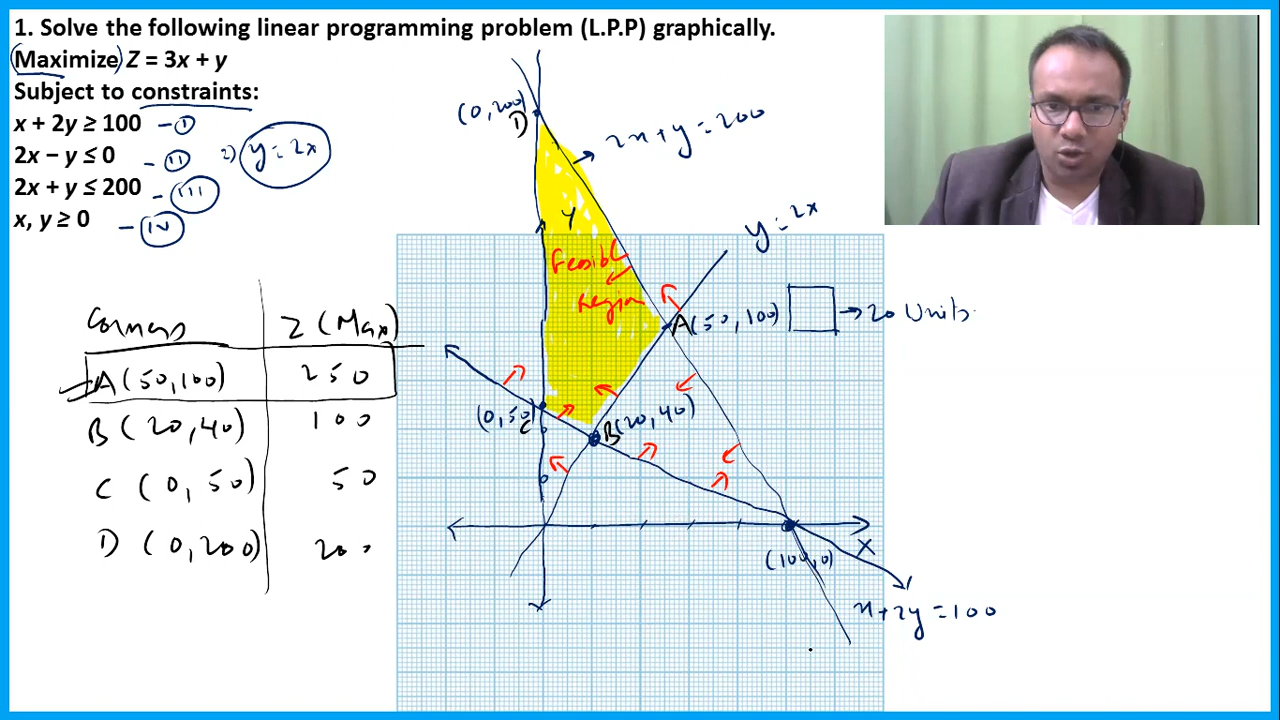 1. Solve the following linear programming problem (L.P.P) graphically.
(Maximize) Z = 3x + y
Subject to constraints:
x + 2y ≥ 100 - (i)
2x – y ≤ 0 - (ii) 2) y = 2x
2x + y ≤ 200 - (iii)
x, y ≥ 0 - (iv)
(0, 200)
D
2x + y = 200
y = 2x
Y
feasible
region
A(50, 100)
→ 20 Units
(0, 50)
C
B(20, 40)
(100, 0)
X
x + 2y = 100
Corners Z (Max)
A (50, 100) 250
B (20, 40) 100
C (0, 50) 50
D (0, 200) 200